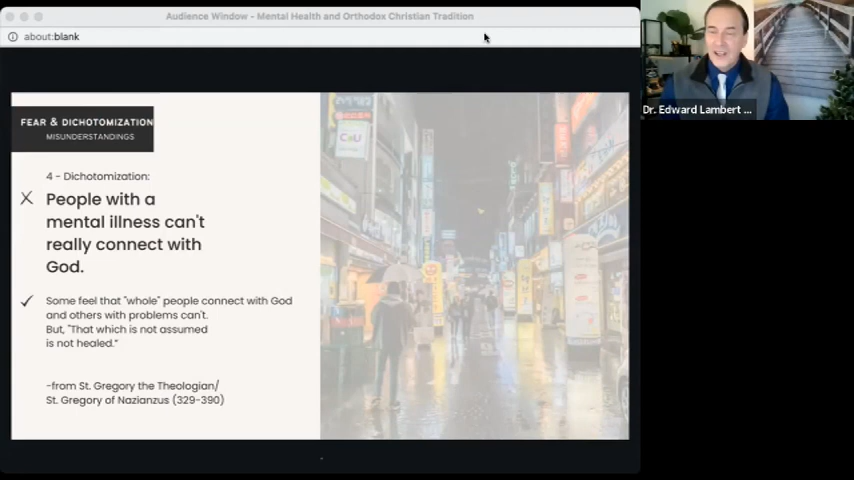 Audience Window - Mental Health and Orthodox Christian Tradition
about:blank
FEAR & DICHOTOMIZATION
MISUNDERSTANDINGS
4 - Dichotomization:
X People with a
mental illness can't
really connect with
God.
✓ Some feel that "whole" people connect with God
and others with problems can't.
But, "That which is not assumed
is not healed."
-from St. Gregory the Theologian/
St. Gregory of Nazianzus (329-390)
Dr. Edward Lambert ...